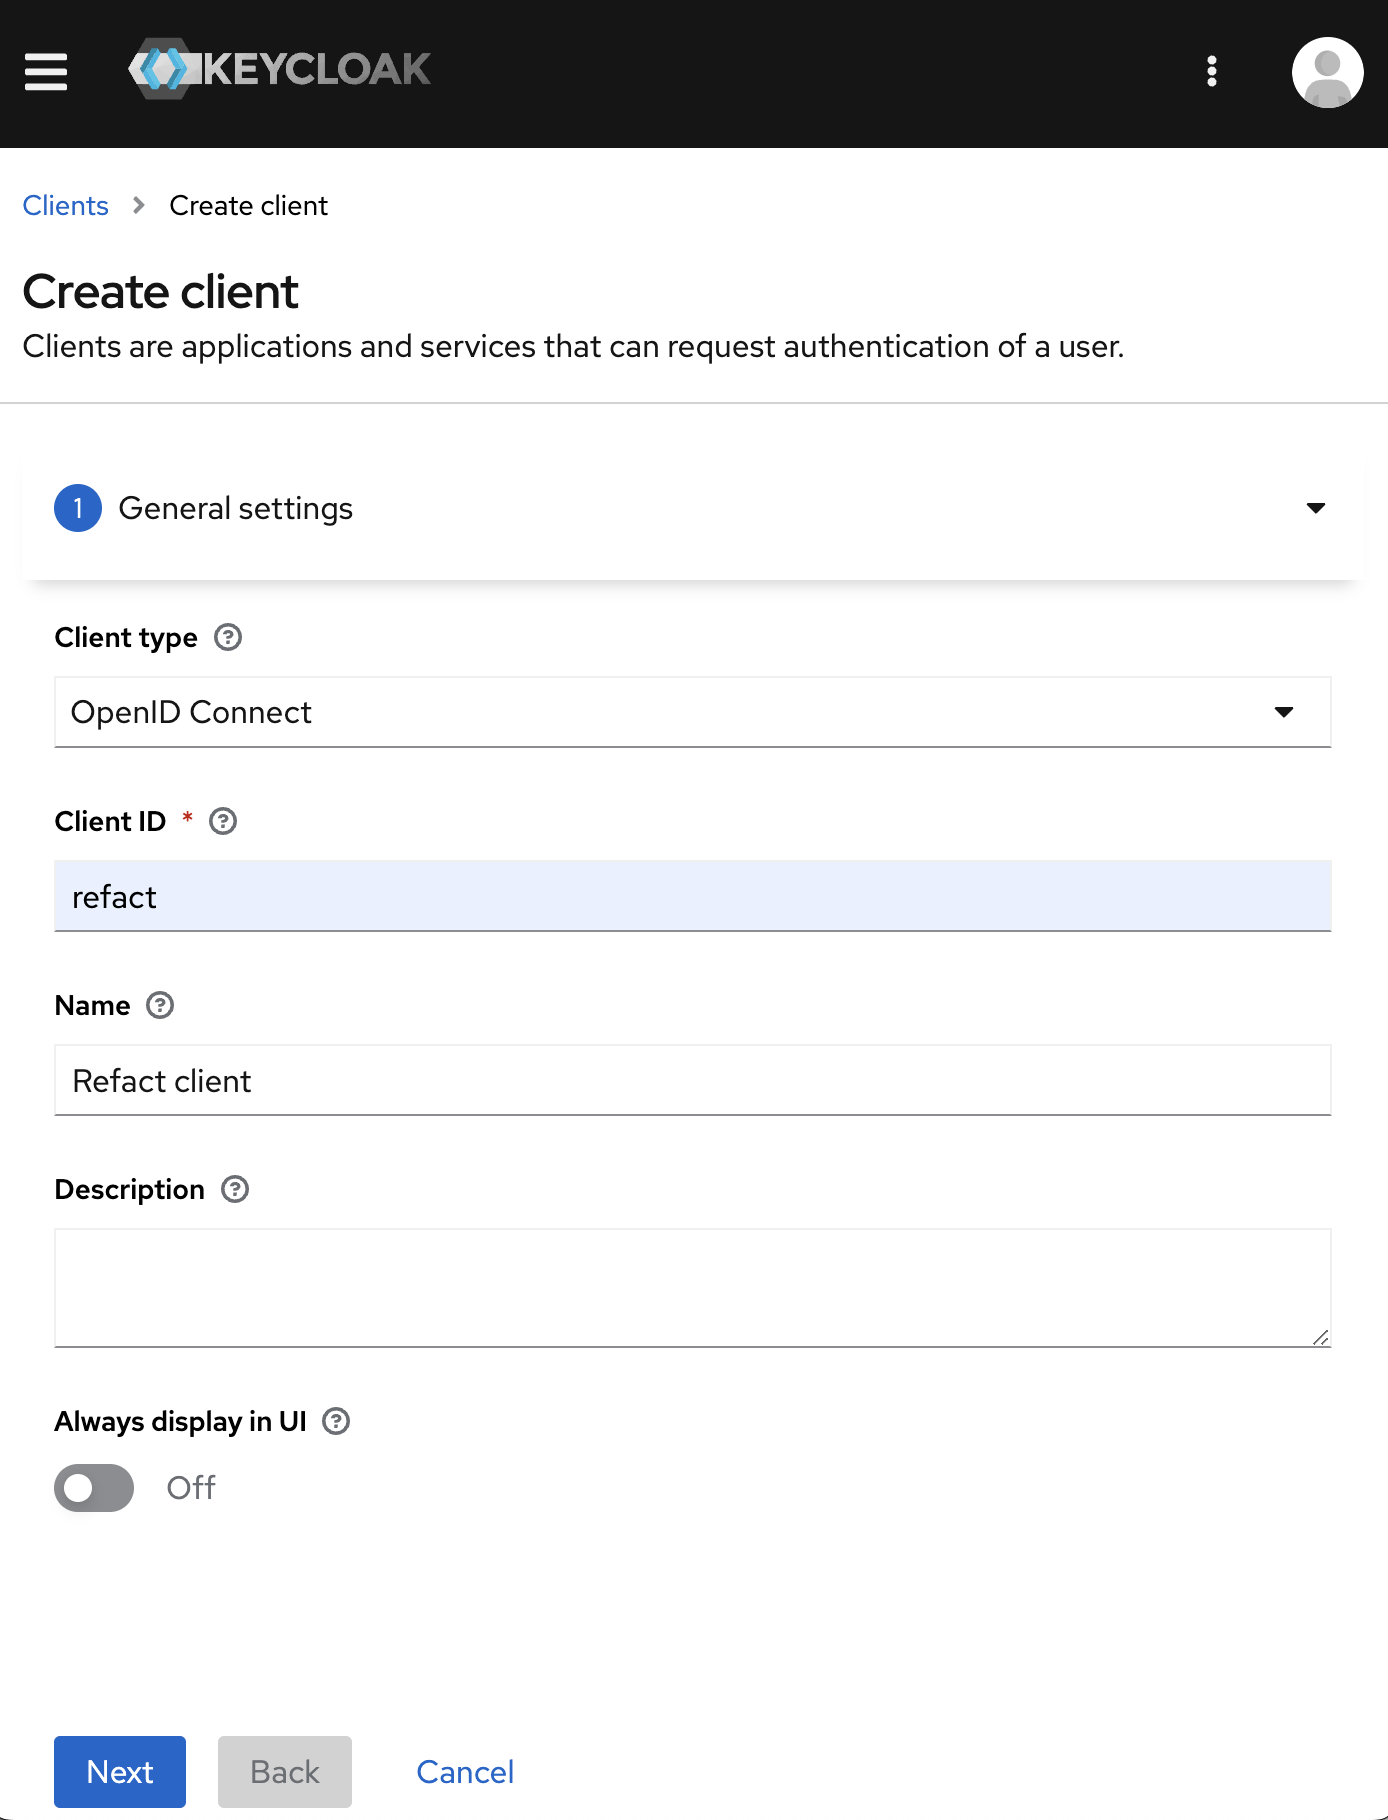 KEYCLOAK
Clients > Create client
Create client
Clients are applications and services that can request authentication of a user.
1 General settings
Client type ?
OpenID Connect
Client ID * ?
refact
Name ?
Refact client
Description ?
Always display in UI ?
Off
Next Back Cancel